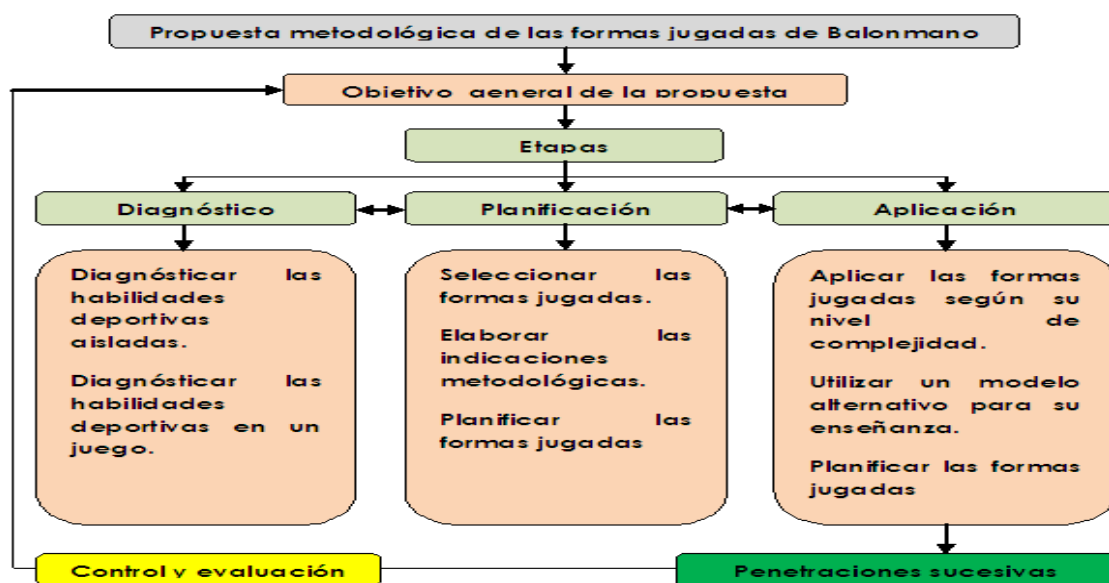 Propuesta metodológica de las formas jugadas de Balonmano
Objetivo general de la propuesta
Etapas
Diagnóstico
Planificación
Aplicación
Diagnósticar las
habilidades
deportivas
aisladas.
Diagnósticar las
habilidades
deportivas en un
juego.
Seleccionar las
formas jugadas.
Elaborar las
indicaciones
metodológicas.
Planificar las
formas jugadas
Aplicar las formas
jugadas según su
nivel de
complejidad.
Utilizar un modelo
alternativo para su
enseñanza.
Planificar las formas
jugadas
Control y evaluación
Penetraciones sucesivas